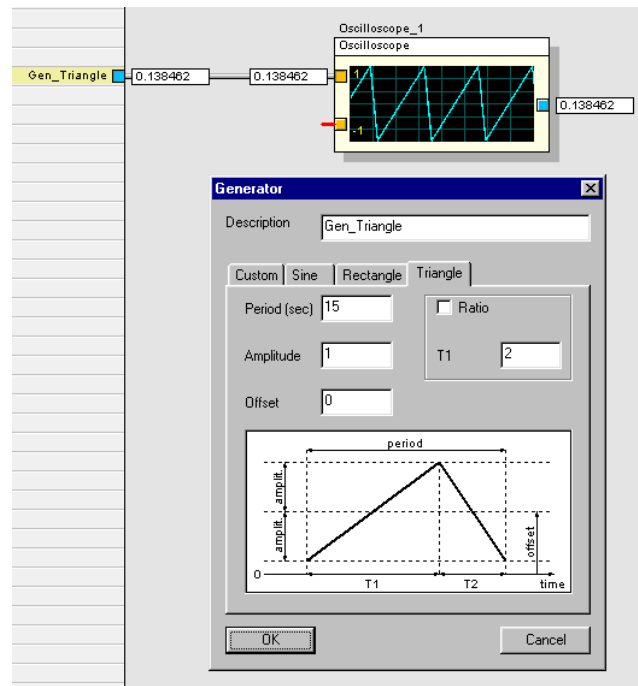 Oscilloscope_1
Oscilloscope
Gen_Triangle 0.138462 0.138462 1
-1 0.138462
Generator
Description Gen_Triangle
Custom Sine Rectangle Triangle
Period (sec) 15 Ratio
Amplitude 1 T1 2
Offset 0
period
amplit.
amplit.
offset
0
T1 T2 time
OK Cancel